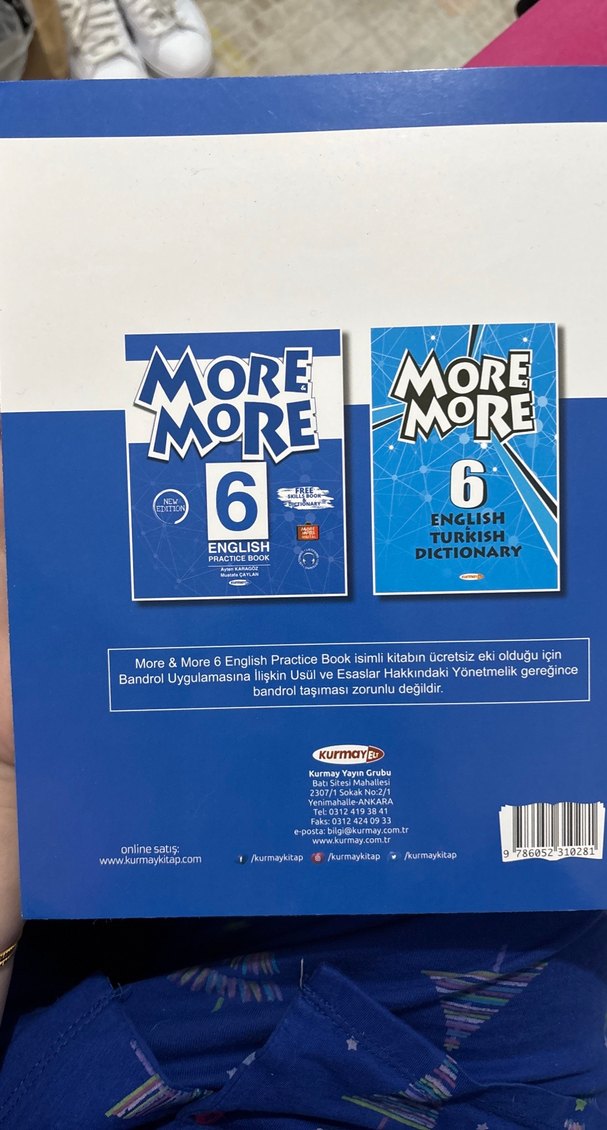 MORE &
MORE
6
NEW
EDITION
FREE
SKILLS BOOK
DICTIONARY
ENGLISH
PRACTICE BOOK
Ayten KARAGÖZ
Mustafa ÇAYLAN
MORE &
MORE
6
ENGLISH
TURKISH
DICTIONARY
More & More 6 English Practice Book isimli kitabın ücretsiz eki olduğu için
Bandrol Uygulamasına İlişkin Usül ve Esaslar Hakkındaki Yönetmelik gereğince
bandrol taşıması zorunlu değildir.
Kurmay ELT
Kurmay Yayın Grubu
Batı Sitesi Mahallesi
2307/1 Sokak No:2/1
Yenimahalle-ANKARA
Tel: 0312 419 38 41
Faks: 0312 424 09 33
e-posta: bilgi@kurmay.com.tr
www.kurmay.com.tr
online satış:
www.kurmaykitap.com
/kurmaykitap
/kurmaykitap
/kurmaykitap
9 786052 310281